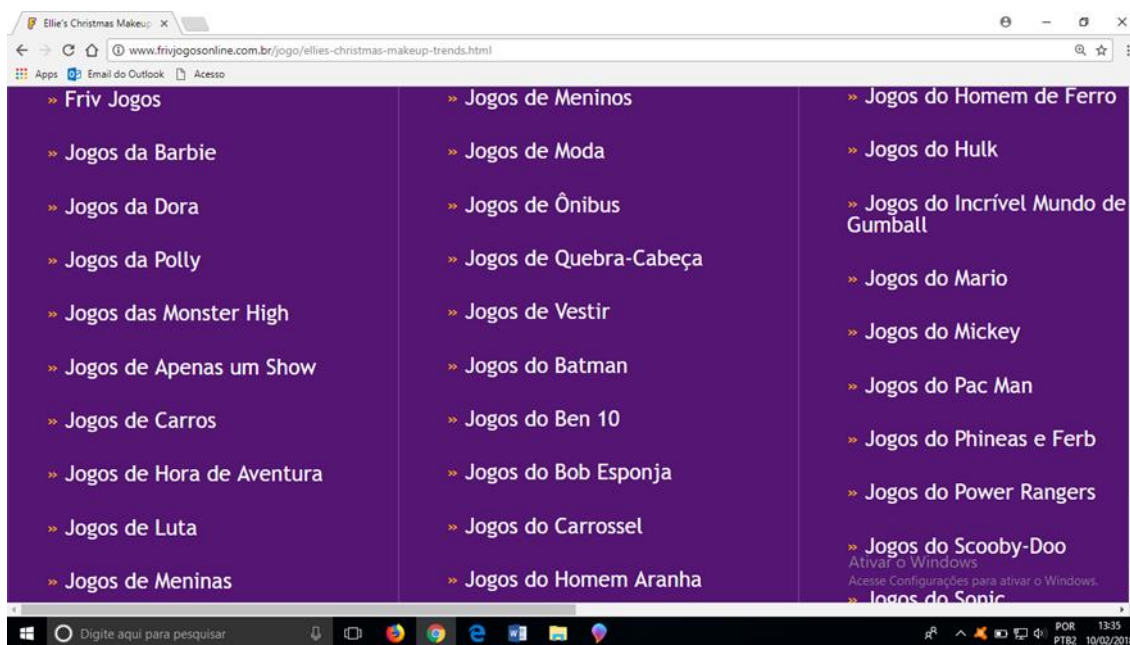 Ellie's Christmas Makeup
www.frivjogosonline.com.br/jogo/ellies-christmas-makeup-trends.html
Apps Email do Outlook Acesso
» Friv Jogos
» Jogos da Barbie
» Jogos da Dora
» Jogos da Polly
» Jogos das Monster High
» Jogos de Apenas um Show
» Jogos de Carros
» Jogos de Hora de Aventura
» Jogos de Luta
» Jogos de Meninas
» Jogos de Meninos
» Jogos de Moda
» Jogos de Ônibus
» Jogos de Quebra-Cabeça
» Jogos de Vestir
» Jogos do Batman
» Jogos do Ben 10
» Jogos do Bob Esponja
» Jogos do Carrossel
» Jogos do Homem Aranha
» Jogos do Homem de Ferro
» Jogos do Hulk
» Jogos do Incrível Mundo de
Gumball
» Jogos do Mario
» Jogos do Mickey
» Jogos do Pac Man
» Jogos do Phineas e Ferb
» Jogos do Power Rangers
» Jogos do Scooby-Doo
» Jogos do Sonic
Ativar o Windows
Acesse Configurações para ativar o Windows.
Digite aqui para pesquisar
POR 13:35
PTB2 10/02/201